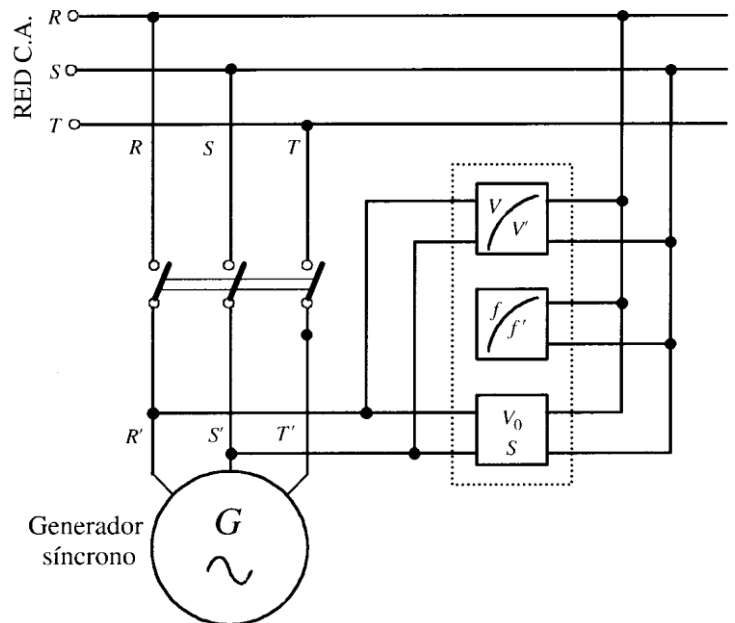 RED C.A.
R
S
T
R S T
V
V'
f
f'
V0
S
R' S' T'
G
Generador
síncrono